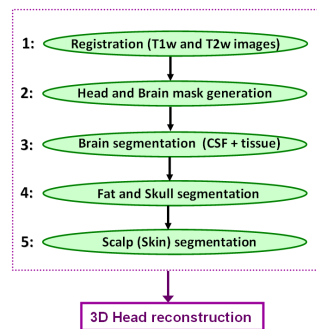 1: Registration (T1w and T2w images)
2: Head and Brain mask generation
3: Brain segmentation (CSF + tissue)
4: Fat and Skull segmentation
5: Scalp (Skin) segmentation
3D Head reconstruction